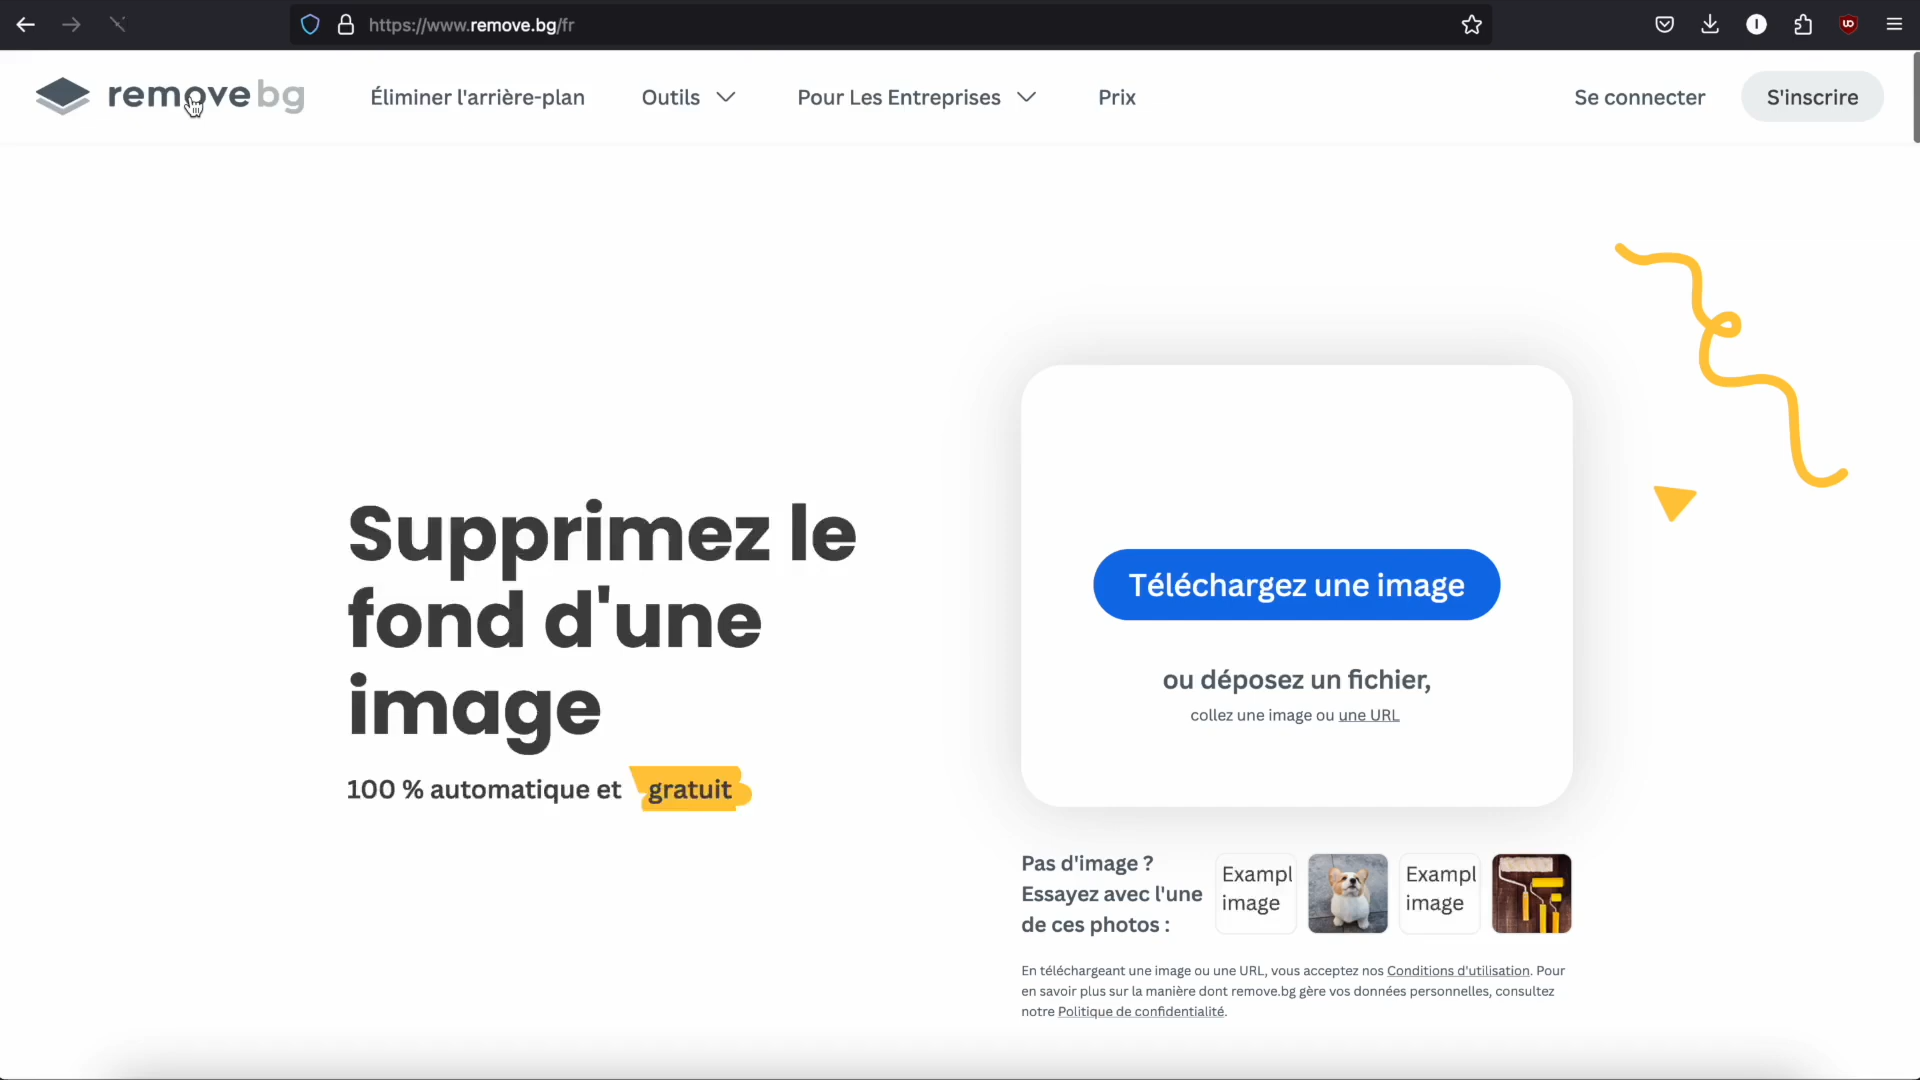 https://www.remove.bg/fr
remove bg
Éliminer l'arrière-plan
Outils
Pour Les Entreprises
Prix
Se connecter
S'inscrire
Supprimez le
fond d'une
image
100 % automatique et gratuit
Téléchargez une image
ou déposez un fichier,
collez une image ou une URL
Pas d'image ?
Essayez avec l'une
de ces photos :
Exampl
image
Exampl
image
En téléchargeant une image ou une URL, vous acceptez nos Conditions d'utilisation. Pour
en savoir plus sur la manière dont remove.bg gère vos données personnelles, consultez
notre Politique de confidentialité.